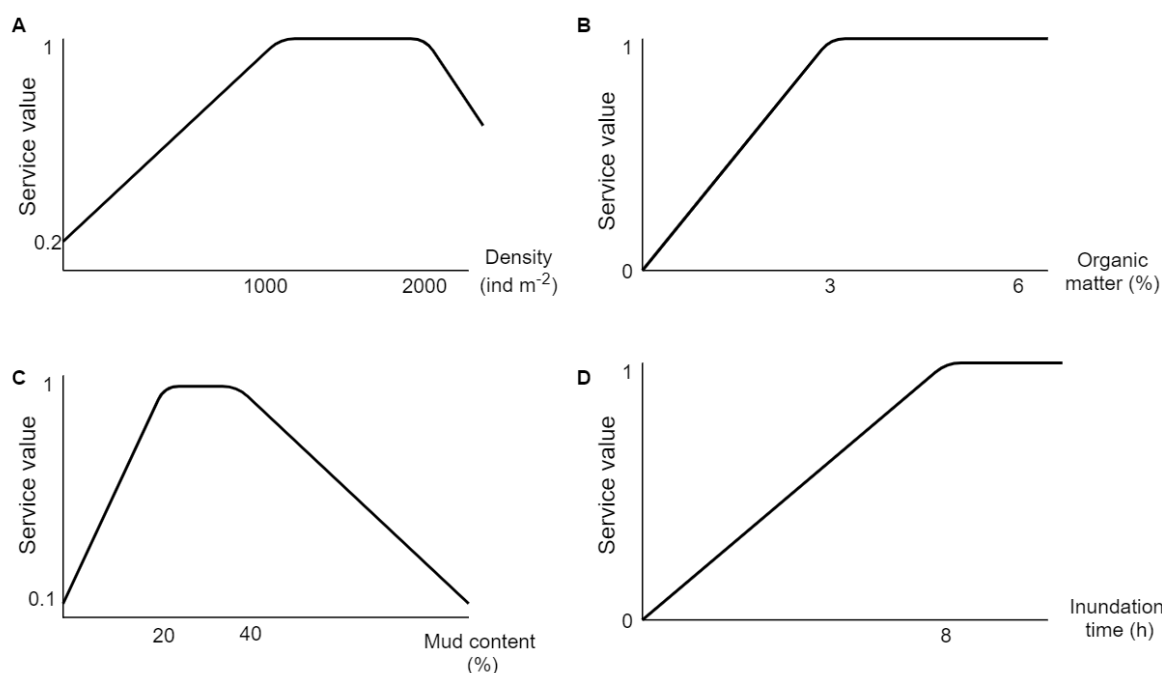 A
1
Service value
0.2
1000
2000
Density
(ind m⁻²)
B
1
Service value
0
3
6
Organic
matter (%)
C
1
Service value
0.1
20
40
Mud content
(%)
D
1
Service value
0
8
Inundation
time (h)